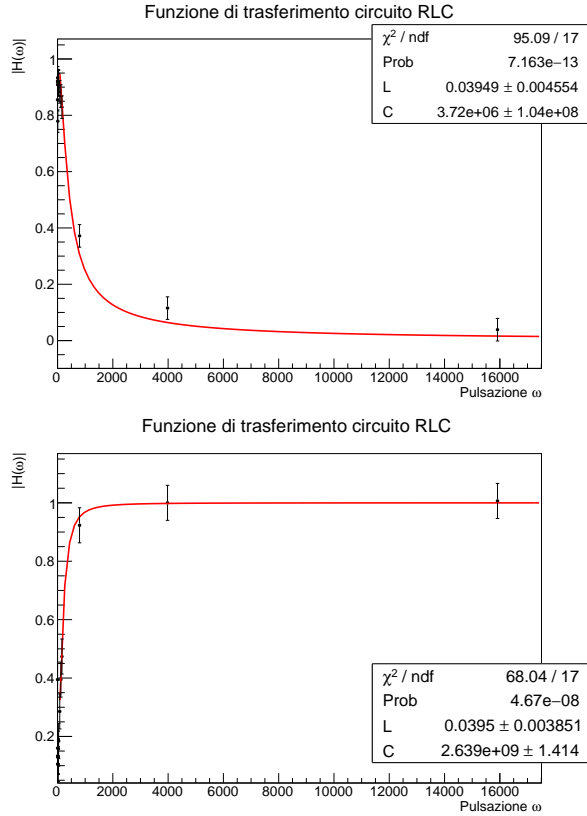 Funzione di trasferimento circuito RLC
χ² / ndf 95.09 / 17
Prob 7.163e−13
L 0.03949 ± 0.004554
C 3.72e+06 ± 1.04e+08
|H(ω)|
1
0.8
0.6
0.4
0.2
0
0 2000 4000 6000 8000 10000 12000 14000 16000
Pulsazione ω
Funzione di trasferimento circuito RLC
|H(ω)|
1
0.8
0.6
0.4
0.2
χ² / ndf 68.04 / 17
Prob 4.67e−08
L 0.0395 ± 0.003851
C 2.639e+09 ± 1.414
0 2000 4000 6000 8000 10000 12000 14000 16000
Pulsazione ω